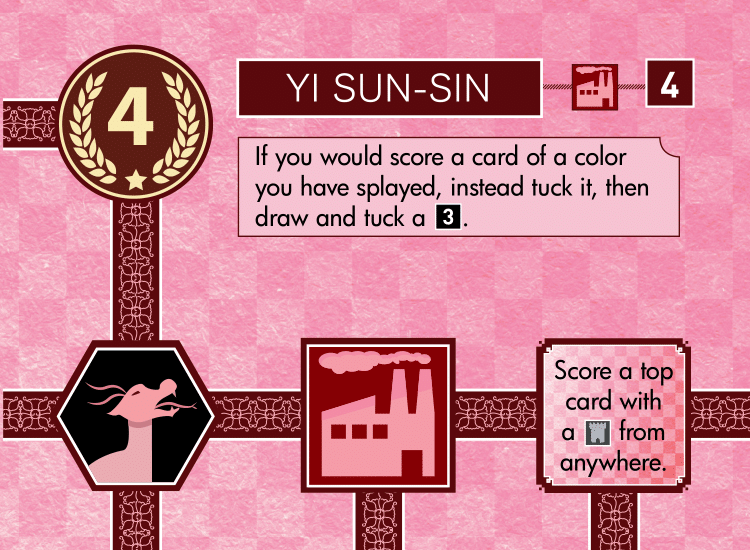 4
YI SUN-SIN
4
If you would score a card of a color
you have splayed, instead tuck it, then
draw and tuck a 3.
Score a top
card with
a from
anywhere.